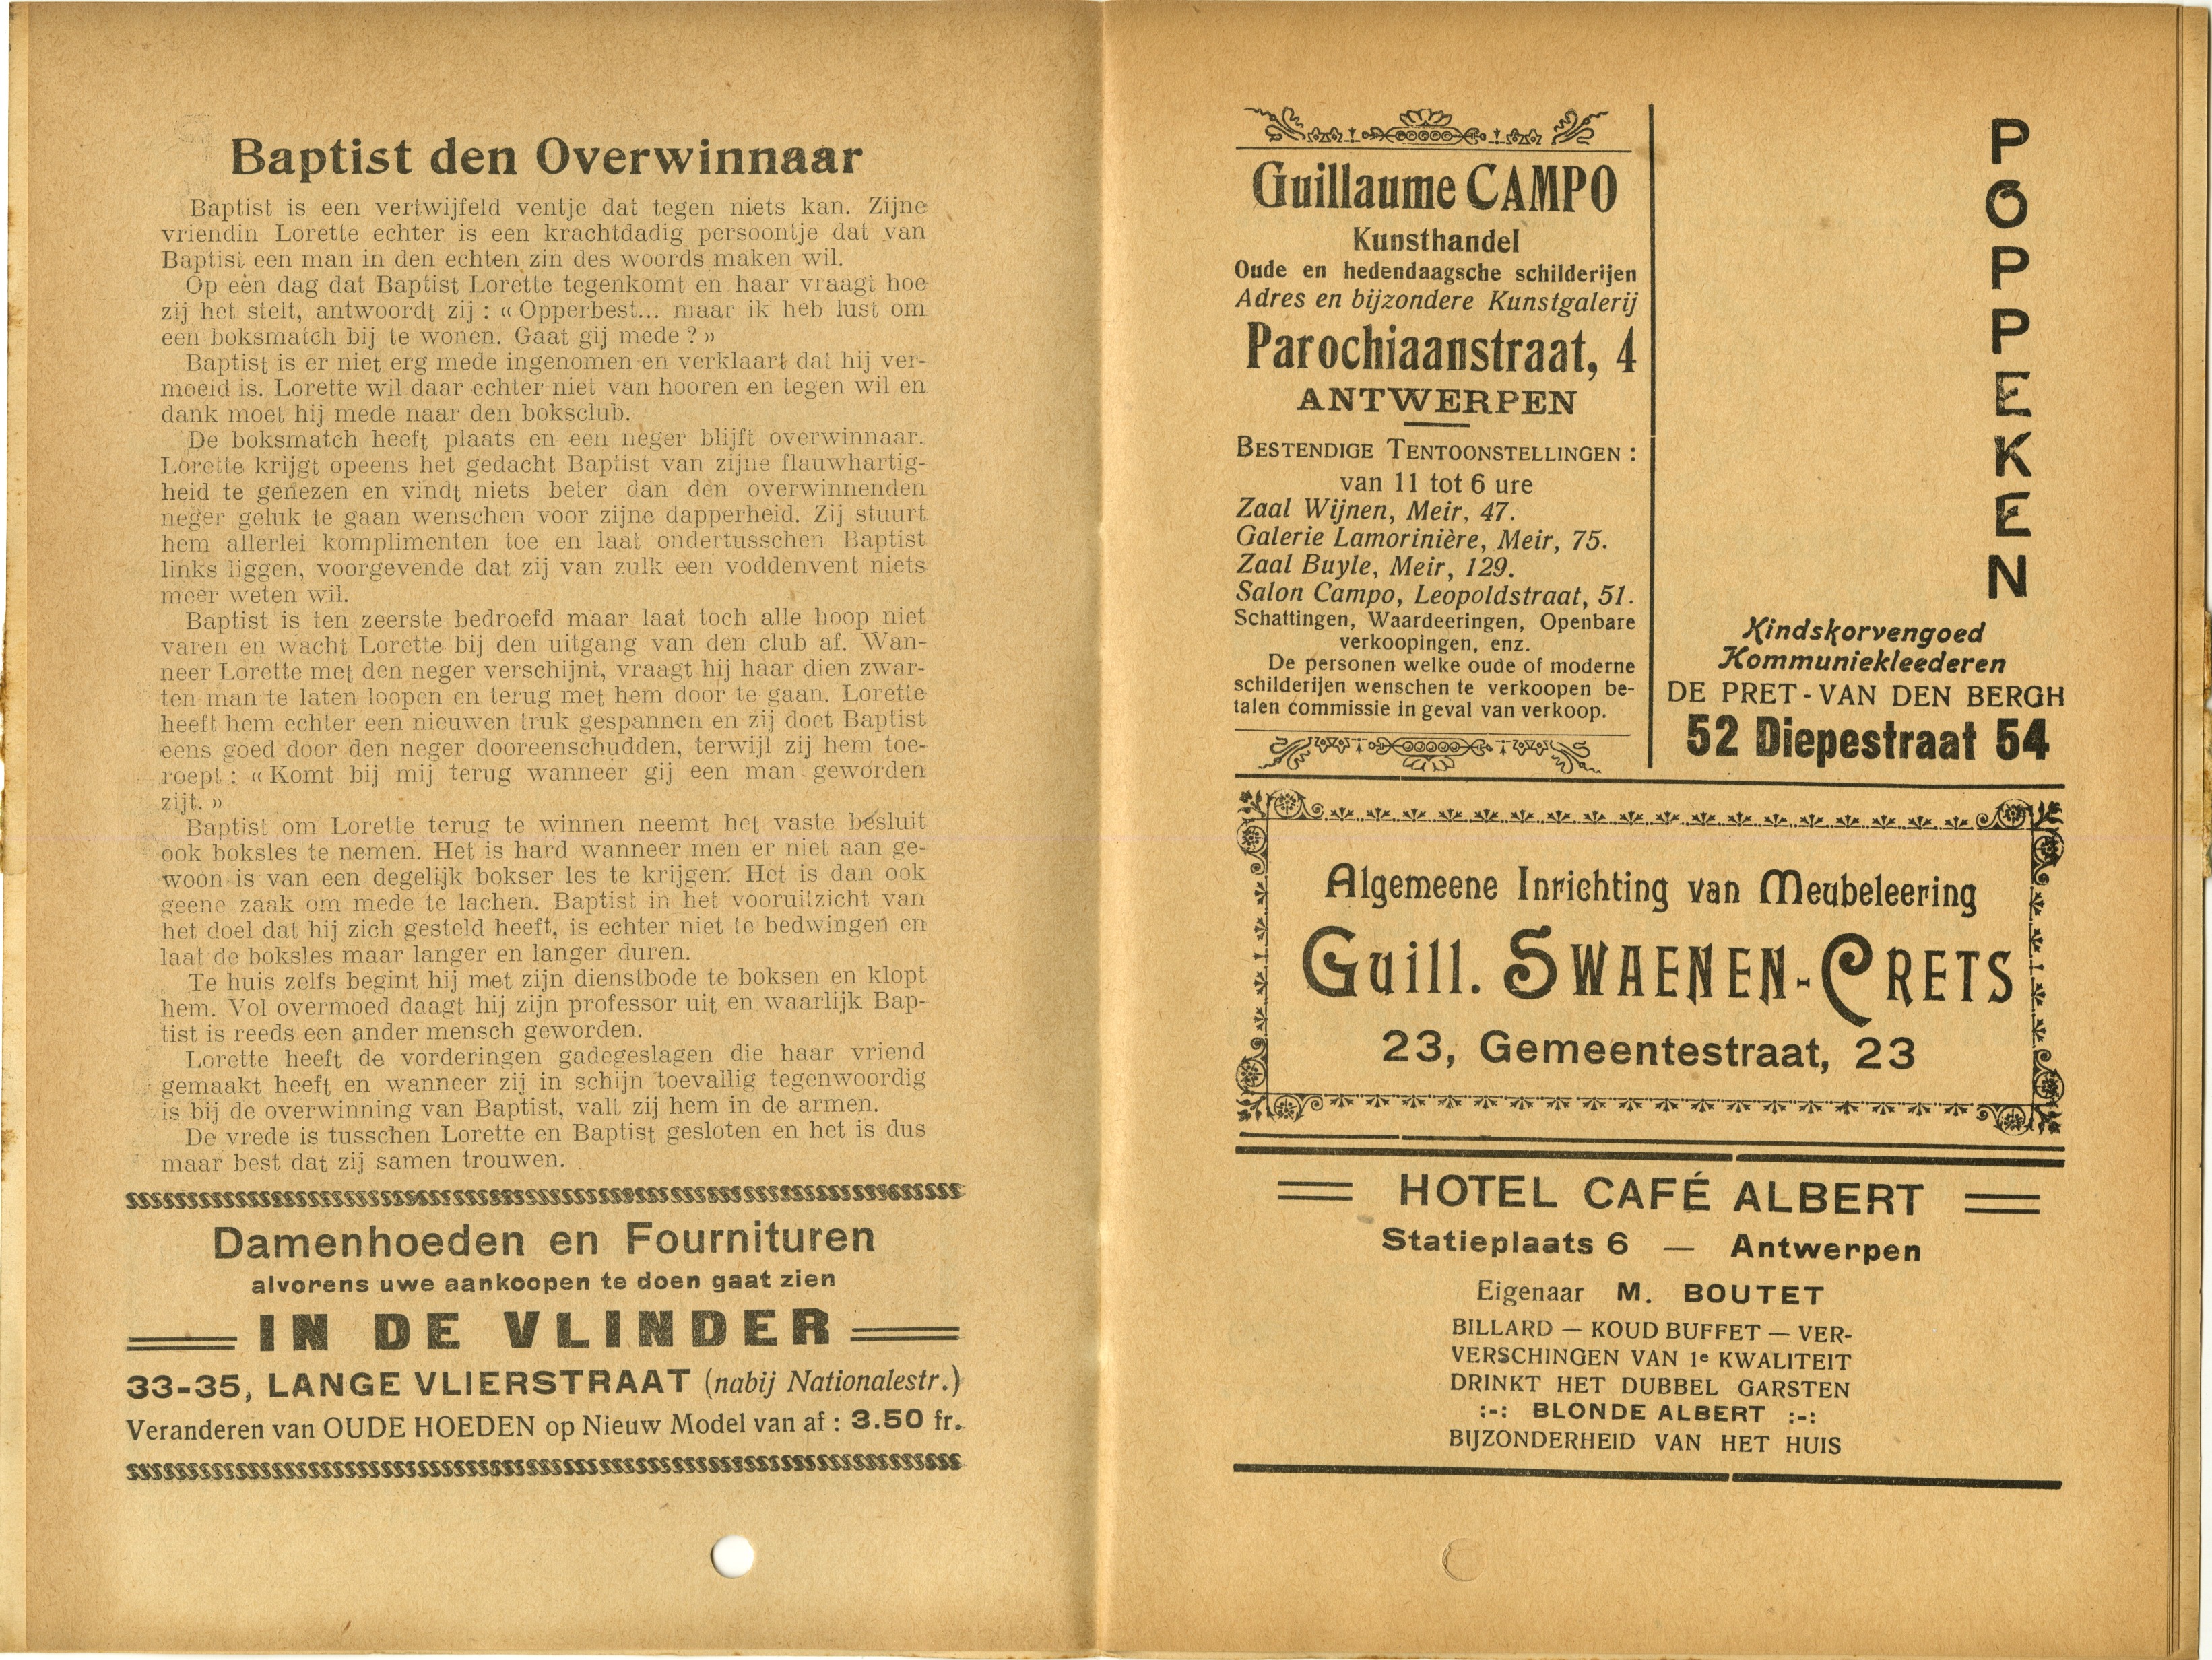 Baptist den Overwinnaar
Baptist is een vertwijfeld ventje dat tegen niets kan. Zijne
vriendin Lorette echter is een krachtdadig persoontje dat van
Baptist een man in den echten zin des woords maken wil.
Op eèn dag dat Baptist Lorette tegenkomt en haar vraagt hoe
zij het stelt, antwoordt zij : « Opperbest... maar ik heb lust om
een boksmatch bij te wonen. Gaat gij mede ? »
Baptist is er niet erg mede ingenomen en verklaart dat hij ver-
moeid is. Lorette wil daar echter niet van hooren en tegen wil en
dank moet hij mede naar den boksclub.
De boksmatch heeft plaats en een neger blijft overwinnaar.
Lorette krijgt opeens het gedacht Baptist van zijne flauwhartig-
heid te genezen en vindt niets beter dan den overwinnenden
neger geluk te gaan wenschen voor zijne dapperheid. Zij stuurt
hem allerlei komplimenten toe en laat ondertusschen Baptist
links liggen, voorgevende dat zij van zulk een voddenvent niets
meer weten wil.
Baptist is ten zeerste bedroefd maar laat toch alle hoop niet
varen en wacht Lorette bij den uitgang van den club af. Wan-
neer Lorette met den neger verschijnt, vraagt hij haar dien zwar-
ten man te laten loopen en terug met hem door te gaan. Lorette
heeft hem echter een nieuwen truk gespannen en zij doet Baptist
eens goed door den neger dooreenschudden, terwijl zij hem toe-
roept : « Komt bij mij terug wanneer gij een man geworden
zijt. »
Baptist om Lorette terug te winnen neemt het vaste besluit
ook boksles te nemen. Het is hard wanneer men er niet aan ge-
woon is van een degelijk bokser les te krijgen. Het is dan ook
geene zaak om mede te lachen. Baptist in het vooruitzicht van
het doel dat hij zich gesteld heeft, is echter niet te bedwingen en
laat de boksles maar langer en langer duren.
Te huis zelfs begint hij met zijn dienstbode te boksen en klopt
hem. Vol overmoed daagt hij zijn professor uit en waarlijk Bap-
tist is reeds een ander mensch geworden.
Lorette heeft de vorderingen gadegeslagen die haar vriend
gemaakt heeft en wanneer zij in schijn toevallig tegenwoordig
is bij de overwinning van Baptist, valt zij hem in de armen.
De vrede is tusschen Lorette en Baptist gesloten en het is dus
maar best dat zij samen trouwen.
Damenhoeden en Fournituren
alvorens uwe aankoopen te doen gaat zien
IN DE VLINDER
33-35, LANGE VLIERSTRAAT (nabij Nationalestr.)
Veranderen van OUDE HOEDEN op Nieuw Model van af : 3.50 fr.
Guillaume CAMPO
Kunsthandel
Oude en hedendaagsche schilderijen
Adres en bijzondere Kunstgalerij
Parochiaanstraat, 4
ANTWERPEN
BESTENDIGE TENTOONSTELLINGEN :
van 11 tot 6 ure
Zaal Wijnen, Meir, 47.
Galerie Lamorinière, Meir, 75.
Zaal Buyle, Meir, 129.
Salon Campo, Leopoldstraat, 51.
Schattingen, Waardeeringen, Openbare
verkoopingen, enz.
De personen welke oude of moderne
schilderijen wenschen te verkoopen be-
talen commissie in geval van verkoop.
POPPEKEN
Kindskorvengoed
Kommuniekleederen
DE PRET - VAN DEN BERGH
52 Diepestraat 54
Algemeene Inrichting van Meubeleering
Guill. SWAENEN-CRETS
23, Gemeentestraat, 23
HOTEL CAFÉ ALBERT
Statieplaats 6 — Antwerpen
Eigenaar M. BOUTET
BILLARD — KOUD BUFFET — VER-
VERSCHINGEN VAN 1e KWALITEIT
DRINKT HET DUBBEL GARSTEN
:-: BLONDE ALBERT :-:
BIJZONDERHEID VAN HET HUIS